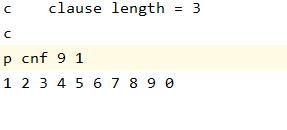 c    clause length = 3
c
p cnf 9 1
1 2 3 4 5 6 7 8 9 0